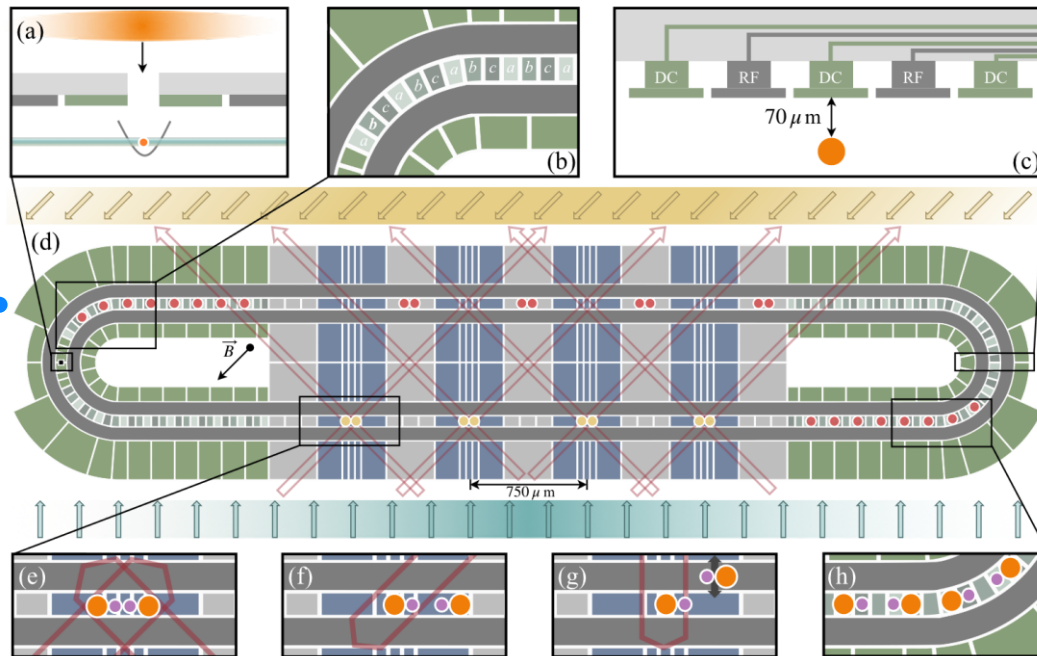 (a)
a b c a b c a b c a b c a
(b)
DC RF DC RF DC
70 μm
(c)
(d)
B
750 μm
(e)
(f)
(g)
(h)